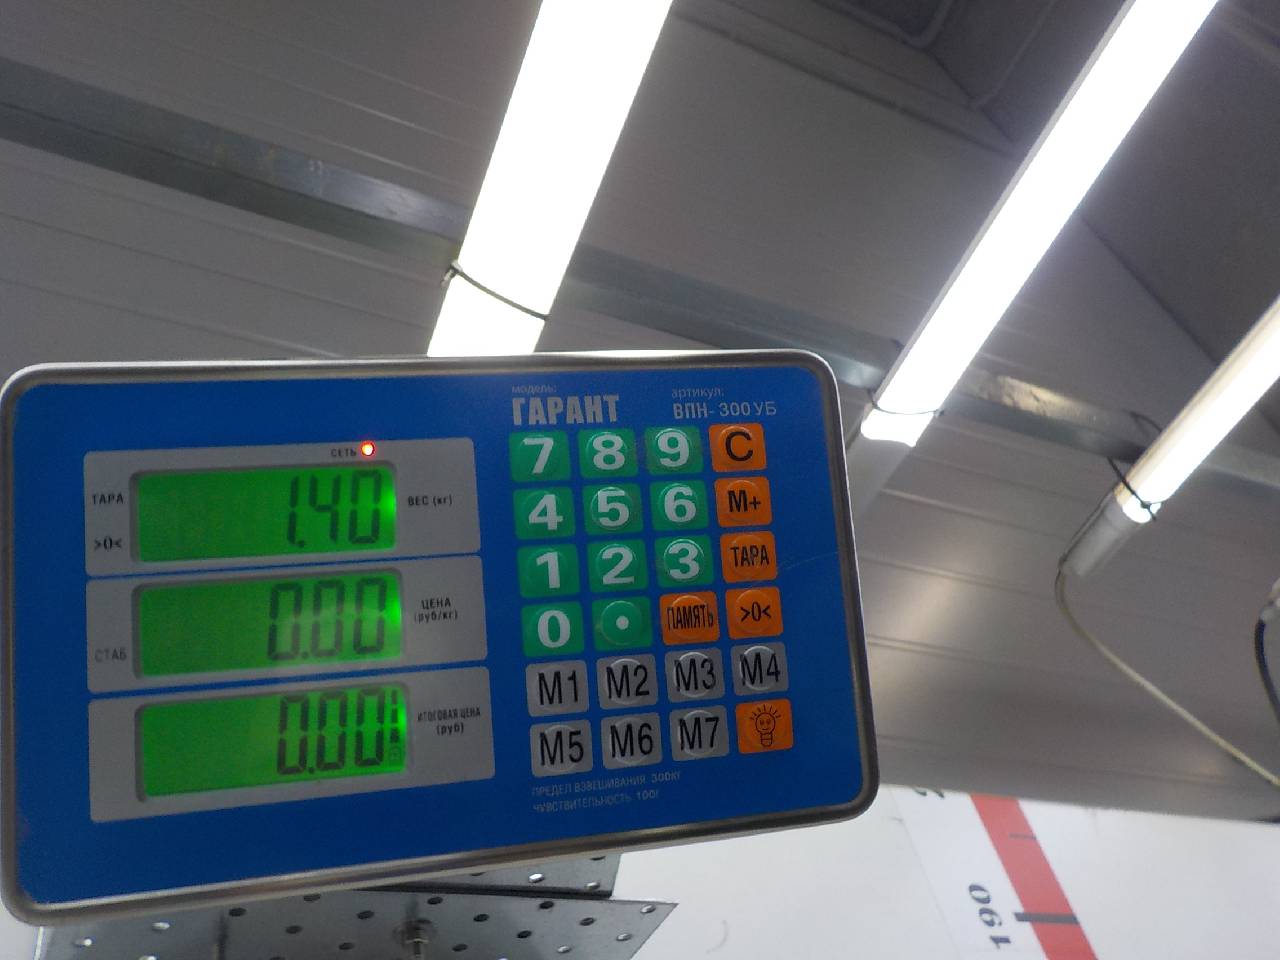 модель:
ГАРАНТ
артикул:
ВПН-300УБ
СЕТЬ
ТАРА
>0<
1.40
ВЕС (кг)
СТАБ
0.00
ЦЕНА
(руб/кг)
0.00
ИТОГОВАЯ ЦЕНА
(руб)
7 8 9 C
4 5 6 M+
1 2 3 ТАРА
0 . ПАМЯТЬ >0<
M1 M2 M3 M4
M5 M6 M7
ПРЕДЕЛ ВЗВЕШИВАНИЯ 300КГ
ЧУВСТВИТЕЛЬНОСТЬ 100Г
190